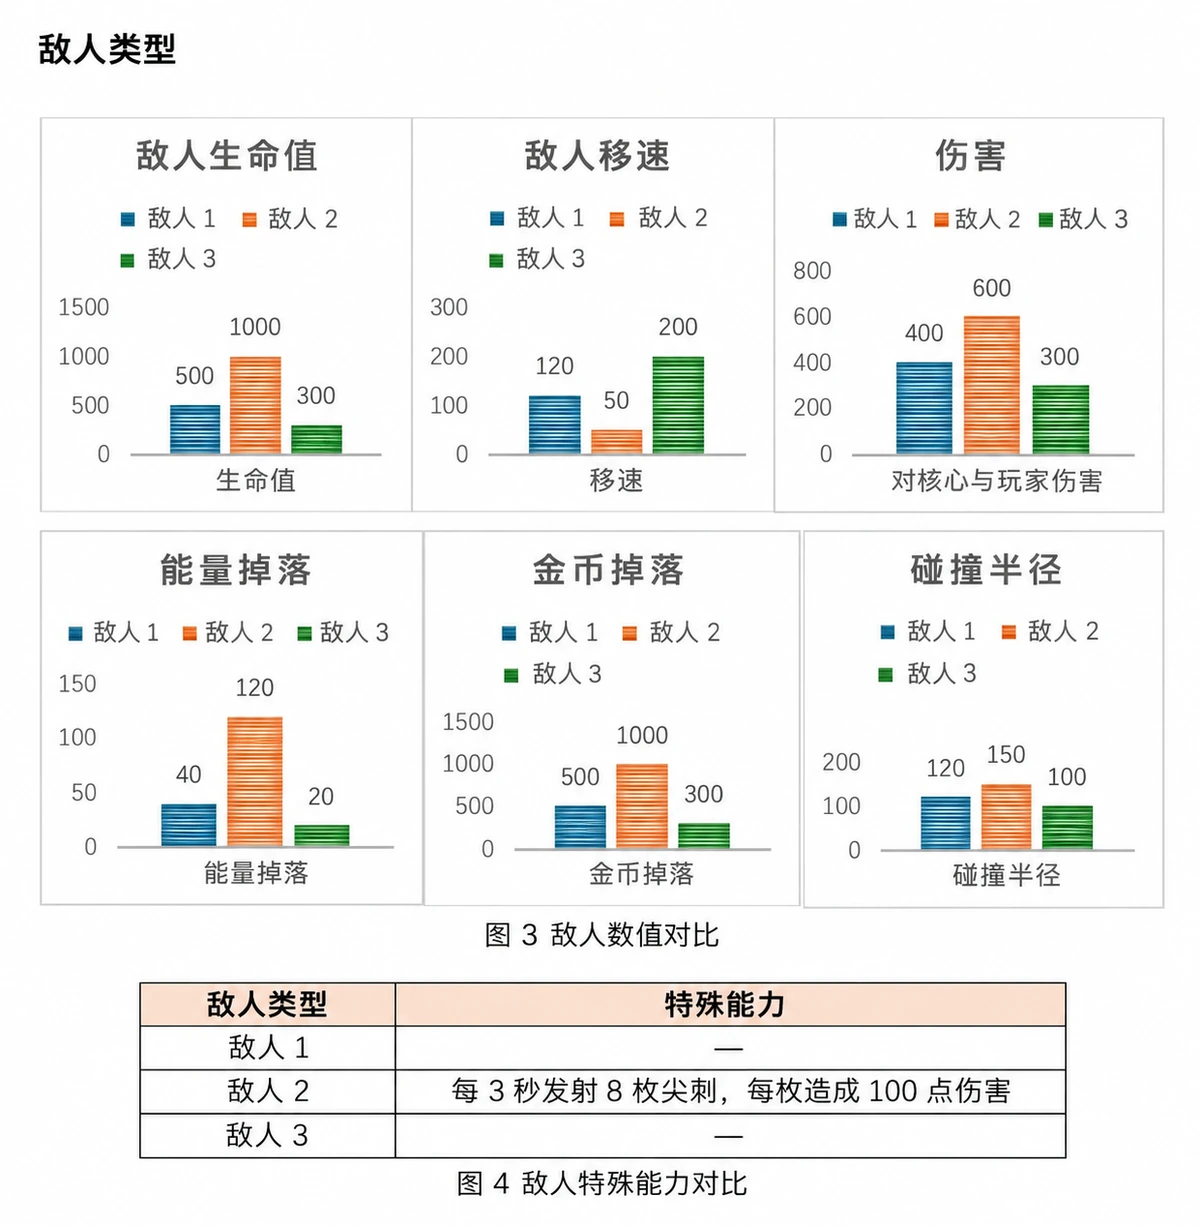 敌人类型
敌人生命值
敌人 1 敌人 2
敌人 3
1500
1000
500
0
500
1000
300
生命值
敌人移速
敌人 1 敌人 2
敌人 3
300
200
100
0
120
50
200
移速
伤害
敌人 1 敌人 2 敌人 3
800
600
400
200
0
400
600
300
对核心与玩家伤害
能量掉落
敌人 1 敌人 2 敌人 3
150
100
50
0
40
120
20
能量掉落
金币掉落
敌人 1 敌人 2
敌人 3
1500
1000
500
0
500
1000
300
金币掉落
碰撞半径
敌人 1 敌人 2
敌人 3
200
100
0
120
150
100
碰撞半径
图 3 敌人数值对比
敌人类型 特殊能力
敌人 1 —
敌人 2 每 3 秒发射 8 枚尖刺，每枚造成 100 点伤害
敌人 3 —
图 4 敌人特殊能力对比